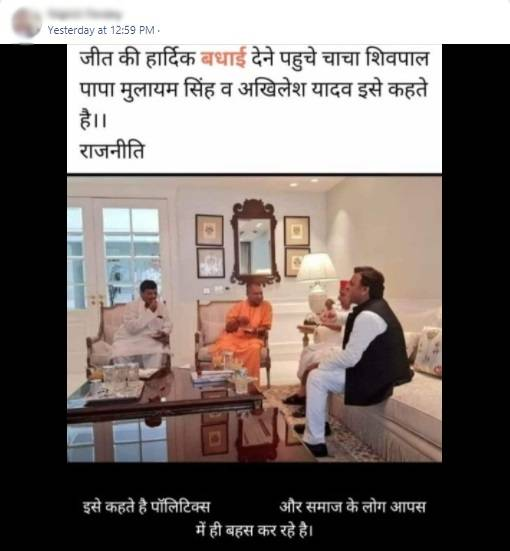 Yesterday at 12:59 PM ·
जीत की हार्दिक बधाई देने पहुचे चाचा शिवपाल
पापा मुलायम सिंह व अखिलेश यादव इसे कहते
है।।
राजनीति
इसे कहते है पॉलिटिक्स और समाज के लोग आपस
में ही बहस कर रहे है।